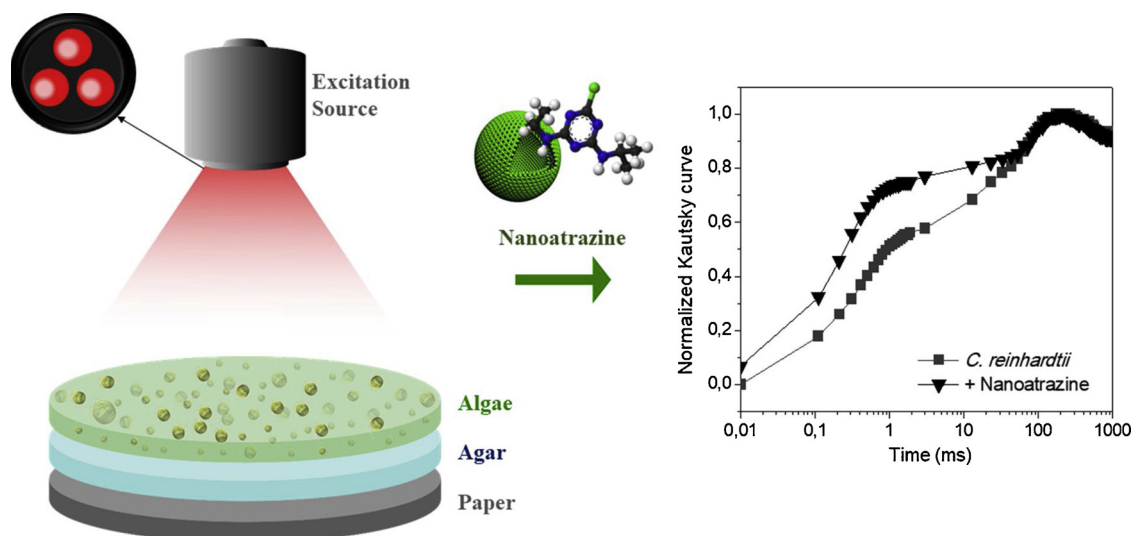 Excitation
Source
Nanoatrazine
Algae
Agar
Paper
Normalized Kautsky curve
1,0
0,8
0,6
0,4
0,2
0,0
C. reinhardtii
+ Nanoatrazine
0,01 0,1 1 10 100 1000
Time (ms)